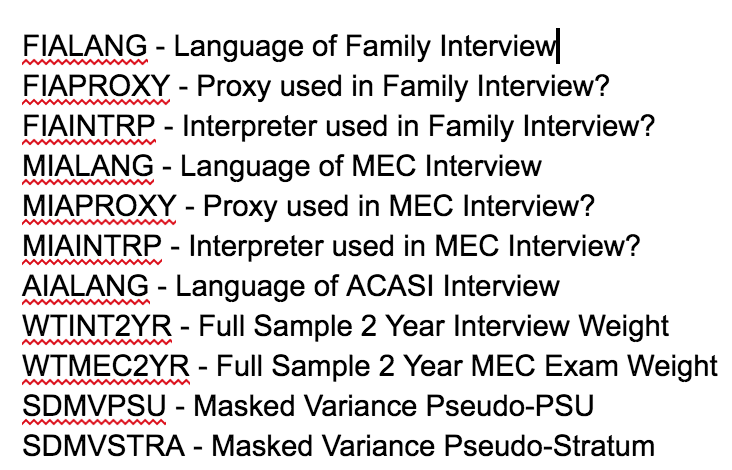 FIALANG - Language of Family Interview
FIAPROXY - Proxy used in Family Interview?
FIAINTRP - Interpreter used in Family Interview?
MIALANG - Language of MEC Interview
MIAPROXY - Proxy used in MEC Interview?
MIAINTRP - Interpreter used in MEC Interview?
AIALANG - Language of ACASI Interview
WTINT2YR - Full Sample 2 Year Interview Weight
WTMEC2YR - Full Sample 2 Year MEC Exam Weight
SDMVPSU - Masked Variance Pseudo-PSU
SDMVSTRA - Masked Variance Pseudo-Stratum